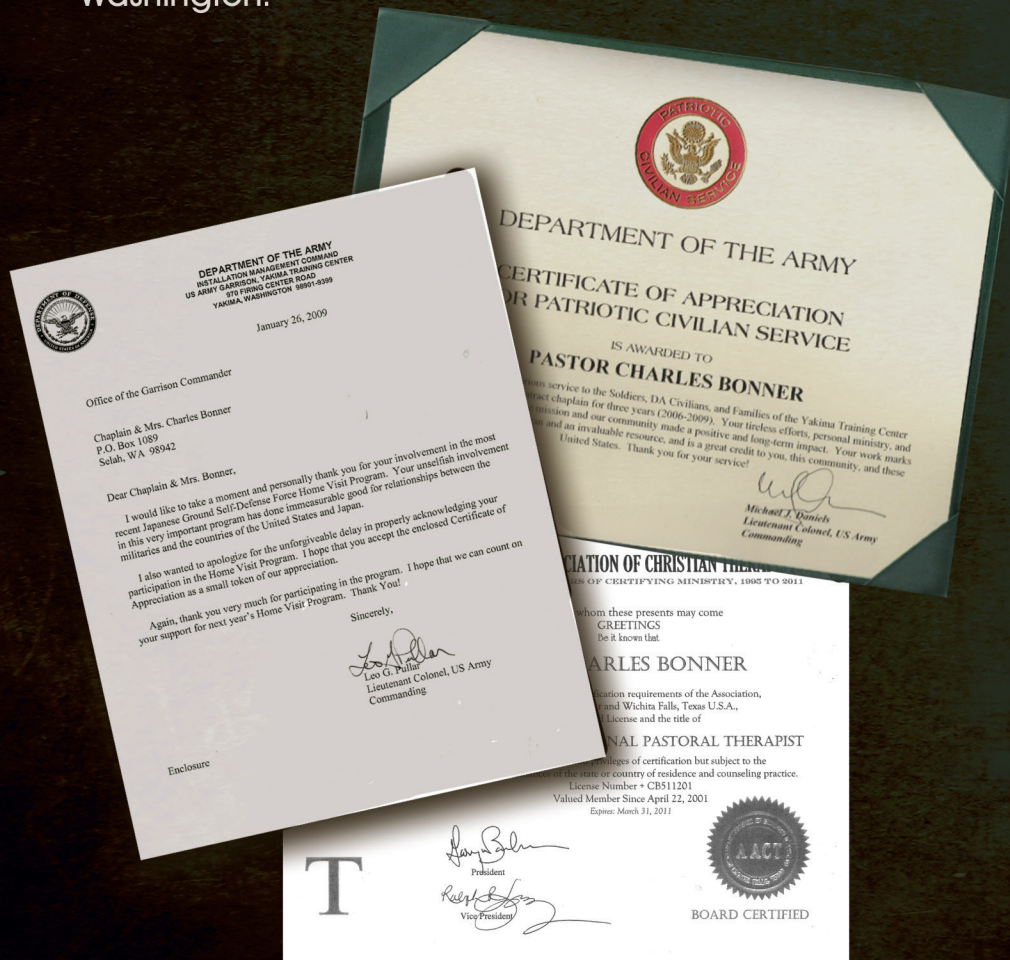 washington.
PATRIOTIC
CIVILIAN SERVICE
DEPARTMENT OF THE ARMY
CERTIFICATE OF APPRECIATION
OR PATRIOTIC CIVILIAN SERVICE
IS AWARDED TO
PASTOR CHARLES BONNER
service to the Soldiers, DA Civilians, and Families of the Yakima Training Center
chaplain for three years (2006-2009). Your tireless efforts, personal ministry, and
mission and our community made a positive and long-term impact. Your work marks
and an invaluable resource, and is a great credit to you, this community, and these
United States. Thank you for your service!
Michael J. Daniels
Lieutenant Colonel, US Army
Commanding
DEPARTMENT OF THE ARMY
INSTALLATION MANAGEMENT COMMAND
US ARMY GARRISON, YAKIMA TRAINING CENTER
970 FIRING CENTER ROAD
YAKIMA, WASHINGTON 98901-9399
DEPARTMENT OF DEFENSE
UNITED STATES OF AMERICA
January 26, 2009
Office of the Garrison Commander
Chaplain & Mrs. Charles Bonner
P.O. Box 1089
Selah, WA 98942
Dear Chaplain & Mrs. Bonner,
I would like to take a moment and personally thank you for your involvement in the most
recent Japanese Ground Self-Defense Force Home Visit Program. Your unselfish involvement
in this very important program has done immeasurable good for relationships between the
militaries and the countries of the United States and Japan.
I also wanted to apologize for the unforgiveable delay in properly acknowledging your
participation in the Home Visit Program. I hope that you accept the enclosed Certificate of
Appreciation as a small token of our appreciation.
Again, thank you very much for participating in the program. I hope that we can count on
your support for next year's Home Visit Program. Thank You!
Sincerely,
Leo G. Pullar
Leo G. Pullar
Lieutenant Colonel, US Army
Commanding
Enclosure
CIATION OF CHRISTIAN
RS OF CERTIFYING MINISTRY, 1995 TO 2011
whom these presents may come
GREETINGS
Be it known that
ARLES BONNER
ication requirements of the Association,
and Wichita Falls, Texas U.S.A.,
License and the title of
NAL PASTORAL THERAPIST
privileges of certification but subject to the
of the state or country of residence and counseling practice.
License Number + CB511201
Valued Member Since April 22, 2001
Expires: March 31, 2011
President
Vice President
T
AACT
BOARD CERTIFIED